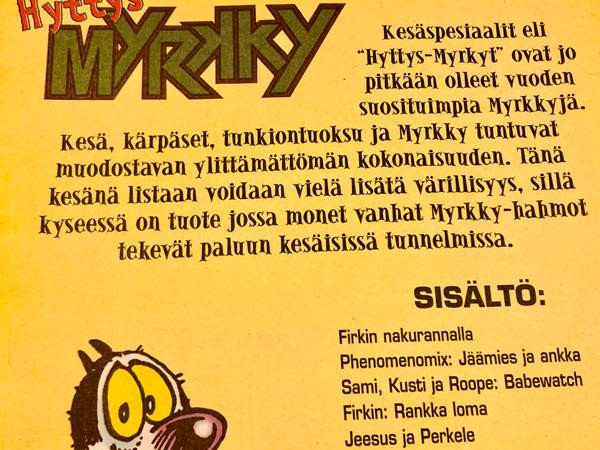 Hyttys
MYRKKY
Kesäspesiaalit eli
"Hyttys-Myrkyt" ovat jo
pitkään olleet vuoden
suosituimpia Myrkkyjä.
Kesä, kärpäset, tunkiontuoksu ja Myrkky tuntuvat
muodostavan ylittämättömän kokonaisuuden. Tänä
kesänä listaan voidaan vielä lisätä värillisyys, sillä
kyseessä on tuote jossa monet vanhat Myrkky-hahmot
tekevät paluun kesäisissä tunnelmissa.
SISÄLTÖ:
Firkin nakurannalla
Phenomenomix: Jäämies ja ankka
Sami, Kusti ja Roope: Babewatch
Firkin: Rankka loma
Jeesus ja Perkele